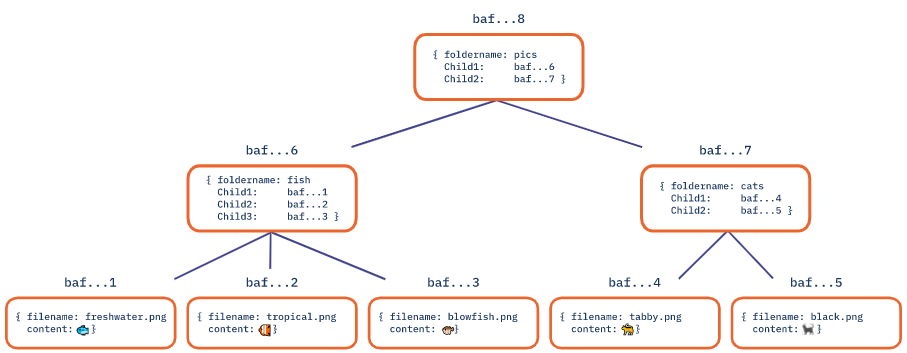 baf...8
{ foldername: pics
Child1: baf...6
Child2: baf...7 }
baf...6
{ foldername: fish
Child1: baf...1
Child2: baf...2
Child3: baf...3 }
baf...7
{ foldername: cats
Child1: baf...4
Child2: baf...5 }
baf...1
{ filename: freshwater.png
content: 🐟}
baf...2
{ filename: tropical.png
content: 🐠}
baf...3
{ filename: blowfish.png
content: 🐡}
baf...4
{ filename: tabby.png
content: 🐈}
baf...5
{ filename: black.png
content: 🐈‍⬛}